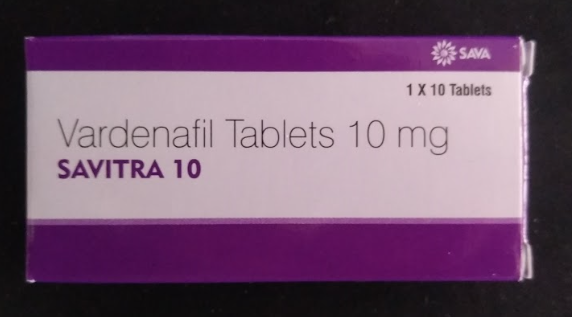 SAVA
1 X 10 Tablets
Vardenafil Tablets 10 mg
SAVITRA 10